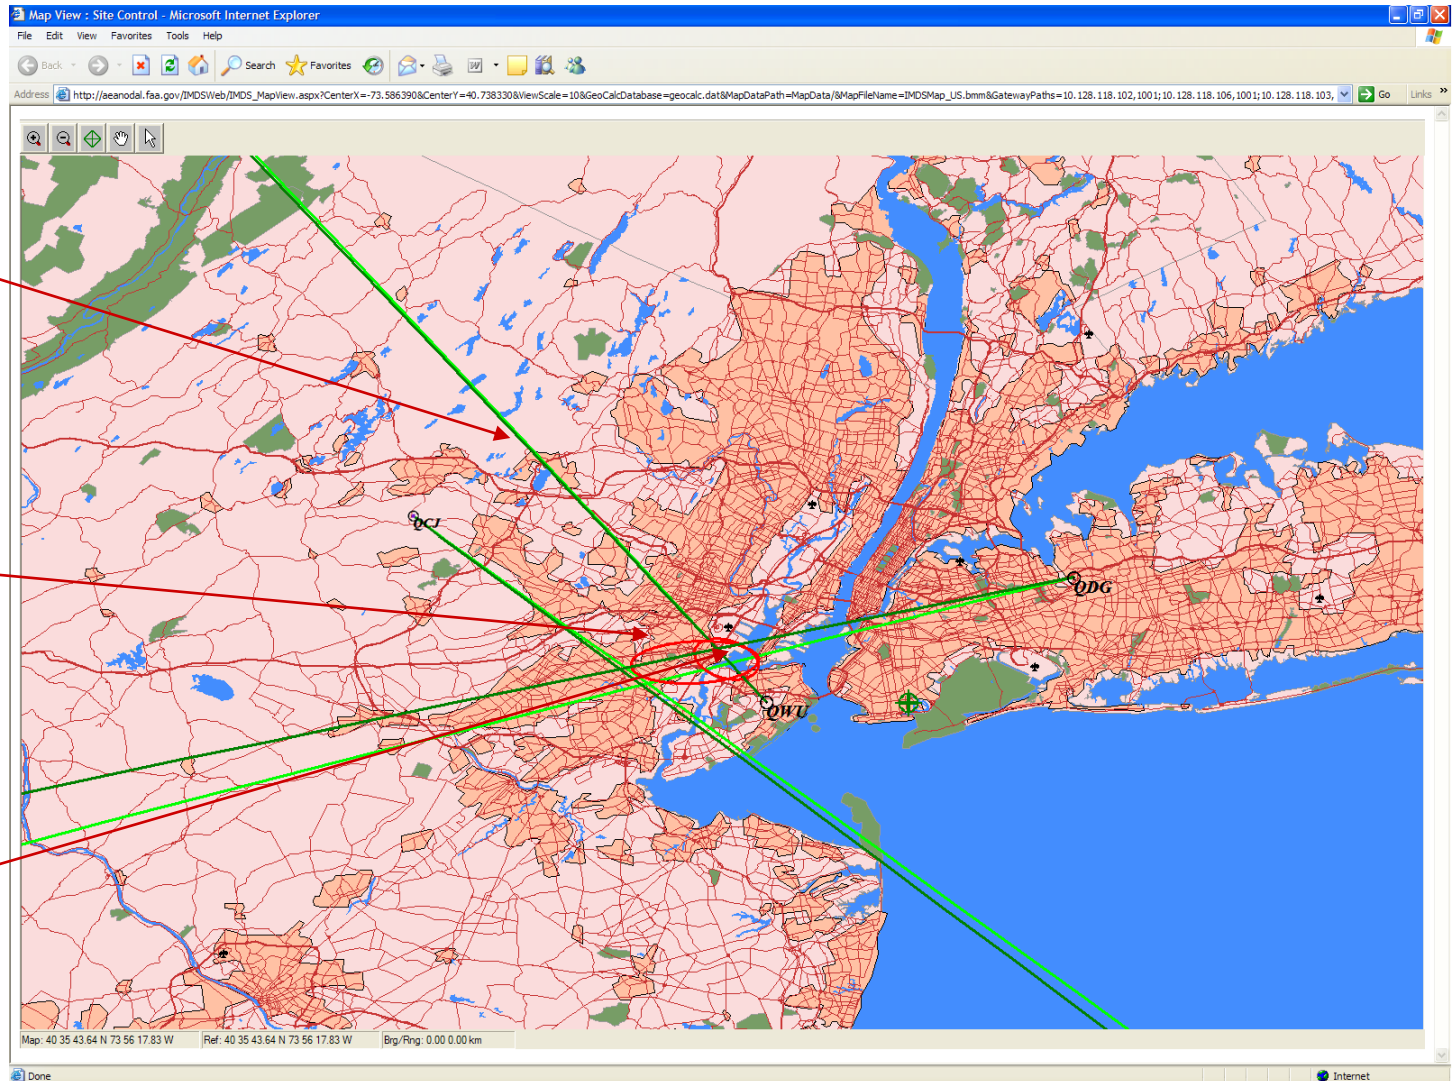 Map View : Site Control - Microsoft Internet Explorer
File Edit View Favorites Tools Help
Back Search Favorites
Address http://aeanodal.faa.gov/IMDSWeb/IMDS_MapView.aspx?CenterX=-73.586390&CenterY=40.738330&ViewScale=10&GeoCalcDatabase=geocalc.dat&MapDataPath=MapData/&MapFileName=IMDSMap_US.bmm&GatewayPaths=10.128.118.102,1001;10.128.118.106,1001;10.128.118.103, Go Links »
QCJ
QDG
QWU
Map: 40 35 43.64 N 73 56 17.83 W Ref: 40 35 43.64 N 73 56 17.83 W Brg/Rng: 0.00 0.00 km
Done Internet